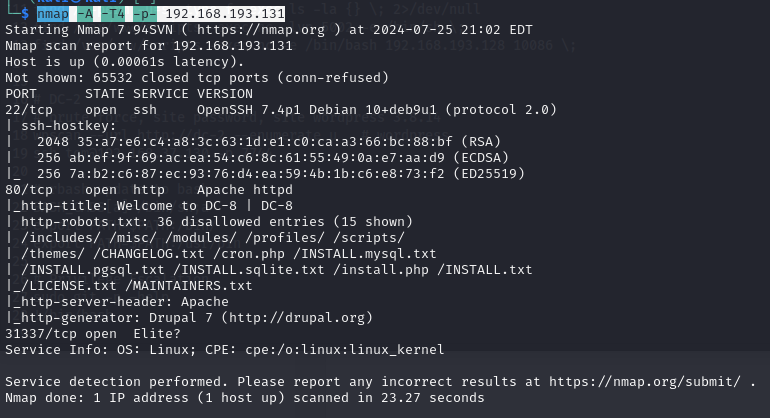 └─$ nmap -A -T4 -p- 192.168.193.131
Starting Nmap 7.94SVN ( https://nmap.org ) at 2024-07-25 21:02 EDT
Nmap scan report for 192.168.193.131
Host is up (0.00061s latency).
Not shown: 65532 closed tcp ports (conn-refused)
PORT      STATE SERVICE VERSION
22/tcp    open  ssh     OpenSSH 7.4p1 Debian 10+deb9u1 (protocol 2.0)
| ssh-hostkey:
|   2048 35:a7:e6:c4:a8:3c:63:1d:e1:c0:ca:a3:66:bc:88:bf (RSA)
|   256 ab:ef:9f:69:ac:ea:54:c6:8c:61:55:49:0a:e7:aa:d9 (ECDSA)
|_  256 7a:b2:c6:87:ec:93:76:d4:ea:59:4b:1b:c6:e8:73:f2 (ED25519)
80/tcp    open  http    Apache httpd
|_http-title: Welcome to DC-8 | DC-8
| http-robots.txt: 36 disallowed entries (15 shown)
| /includes/ /misc/ /modules/ /profiles/ /scripts/
| /themes/ /CHANGELOG.txt /cron.php /INSTALL.mysql.txt
| /INSTALL.pgsql.txt /INSTALL.sqlite.txt /install.php /INSTALL.txt
|_/LICENSE.txt /MAINTAINERS.txt
|_http-server-header: Apache
|_http-generator: Drupal 7 (http://drupal.org)
31337/tcp open  Elite?
Service Info: OS: Linux; CPE: cpe:/o:linux:linux_kernel

Service detection performed. Please report any incorrect results at https://nmap.org/submit/ .
Nmap done: 1 IP address (1 host up) scanned in 23.27 seconds